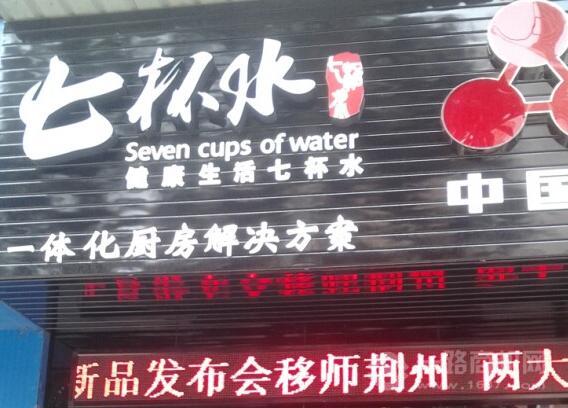 七杯水
Seven cups of water
健康生活七杯水
中国
一体化厨房解决方案
新品发布会移师荆州 两大